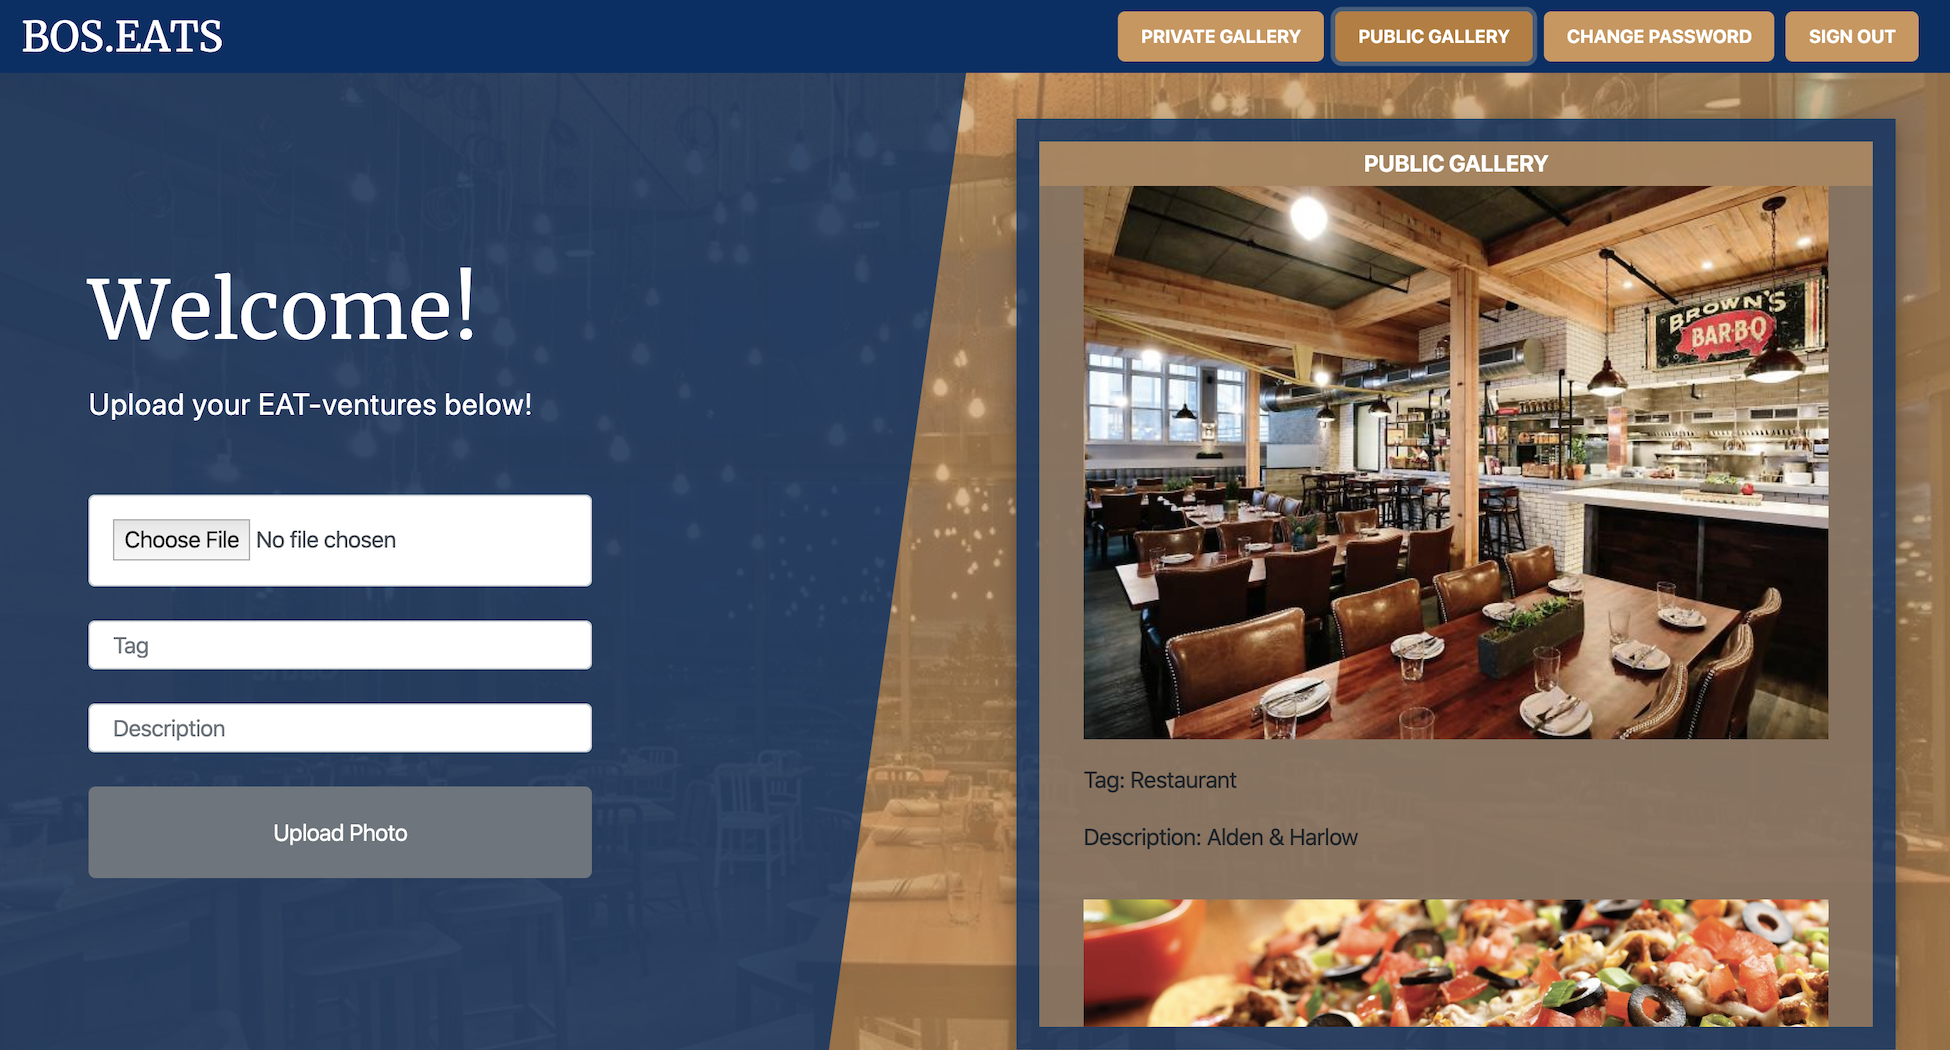 BOS.EATS
PRIVATE GALLERY
PUBLIC GALLERY
CHANGE PASSWORD
SIGN OUT
Welcome!
Upload your EAT-ventures below!
Choose File No file chosen
Tag
Description
Upload Photo
PUBLIC GALLERY
BROWN'S
BAR-B-Q
Tag: Restaurant
Description: Alden & Harlow